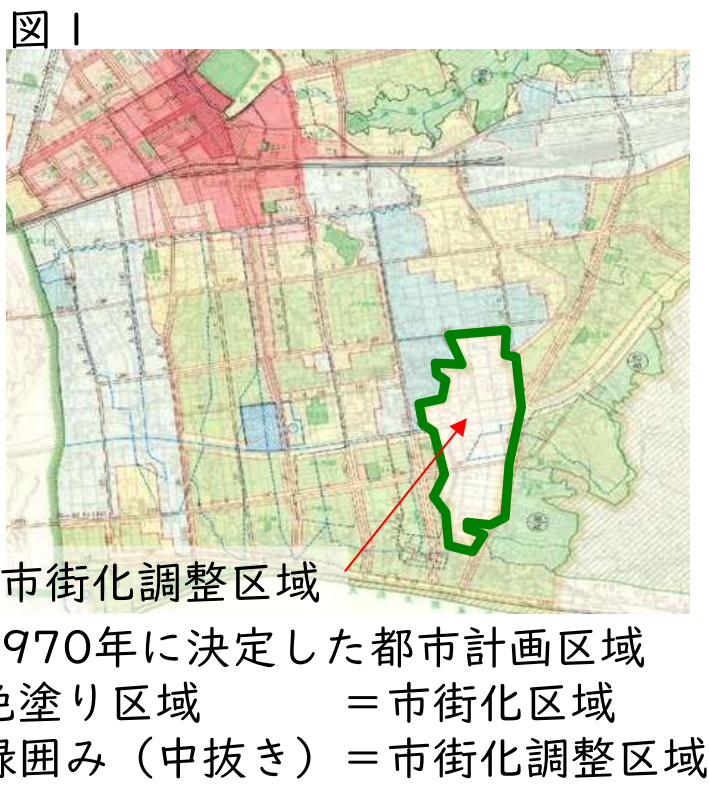 図1
市街化調整区域
970年に決定した都市計画区域
色塗り区域 =市街化区域
緑囲み(中抜き)=市街化調整区域